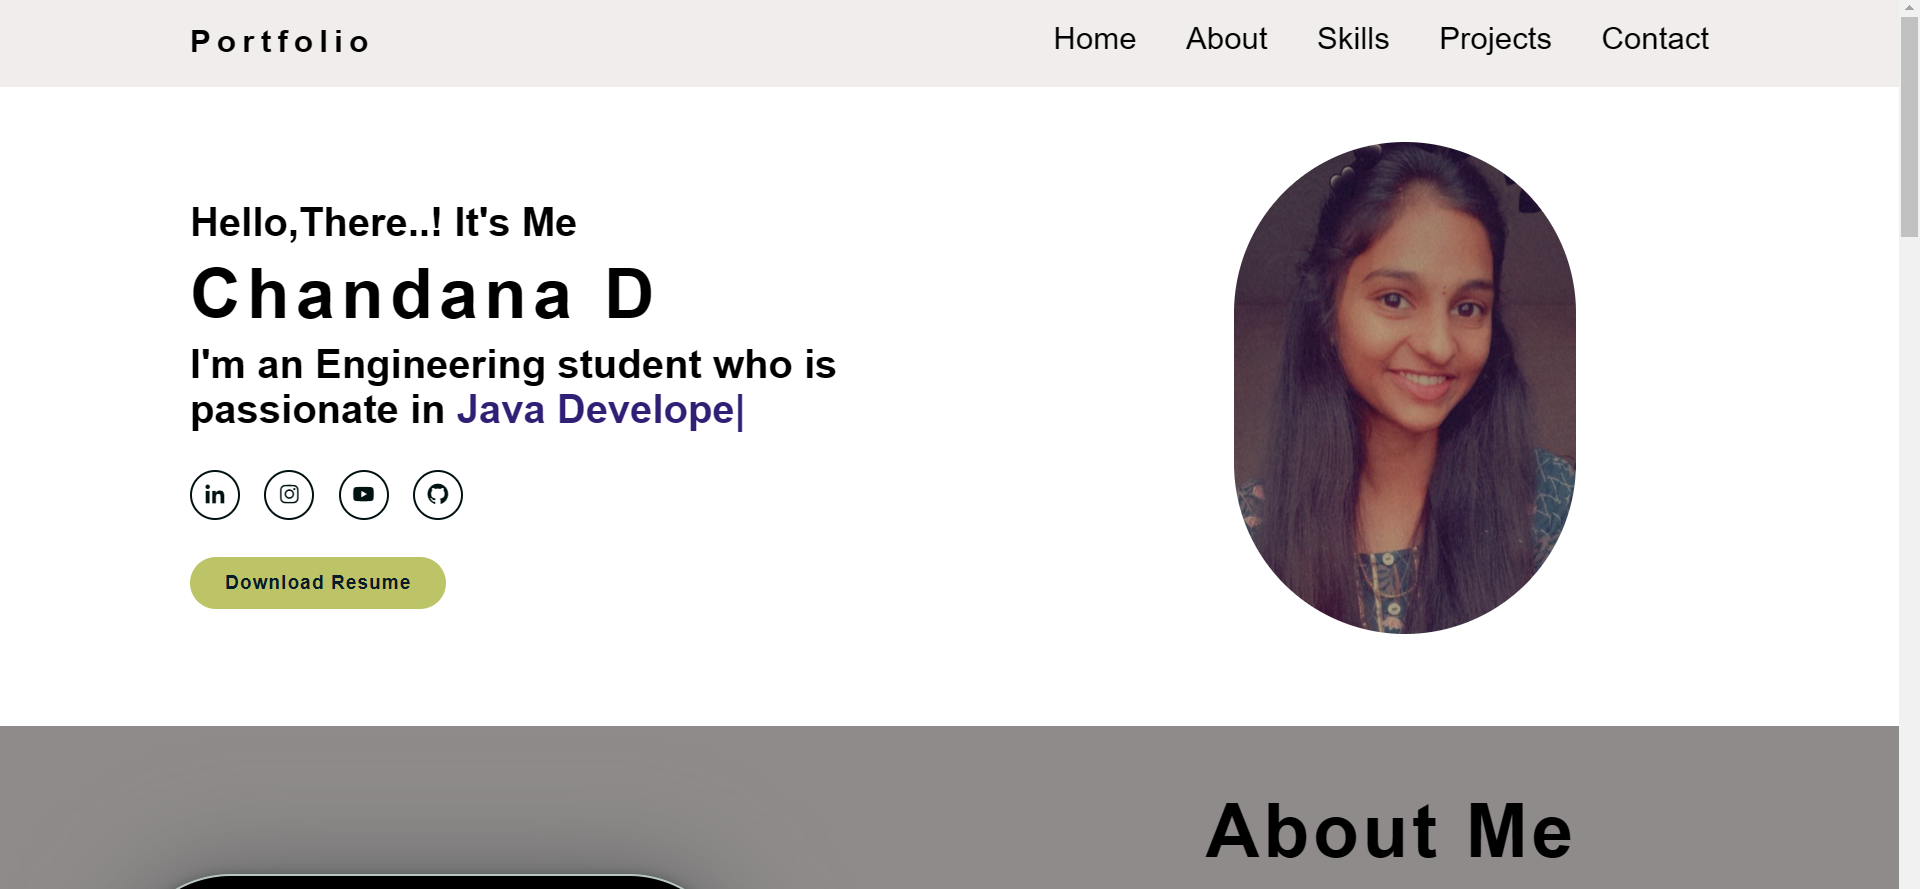 Portfolio
Home About Skills Projects Contact
Hello,There..! It's Me
Chandana D
I'm an Engineering student who is
passionate in Java Develope|
in
Download Resume
About Me